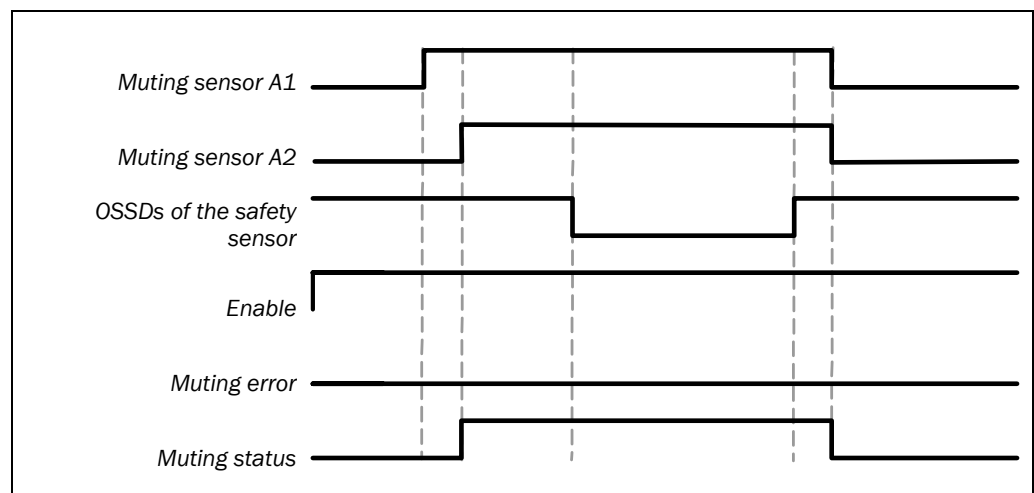 Muting sensor A1
Muting sensor A2
OSSDs of the safety
sensor
Enable
Muting error
Muting status